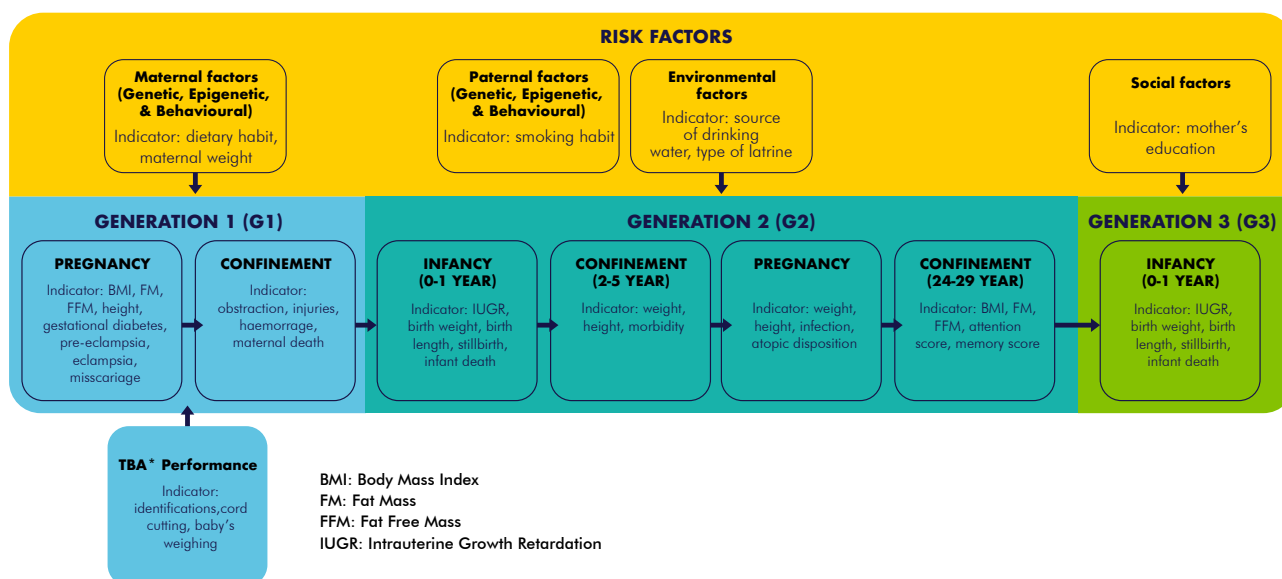 RISK FACTORS
Maternal factors
(Genetic, Epigenetic,
& Behavioural)
Indicator: dietary habit,
maternal weight
Paternal factors
(Genetic, Epigenetic,
& Behavioural)
Indicator: smoking habit
Environmental
factors
Indicator: source
of drinking
water, type of latrine
Social factors
Indicator: mother's
education
GENERATION 1 (G1)
PREGNANCY
Indicator: BMI, FM,
FFM, height,
gestational diabetes,
pre-eclampsia,
eclampsia,
misscariage
CONFINEMENT
Indicator:
obstraction, injuries,
haemorrage,
maternal death
GENERATION 2 (G2)
INFANCY
(0-1 YEAR)
Indicator: IUGR,
birth weight, birth
length, stillbirth,
infant death
CONFINEMENT
(2-5 YEAR)
Indicator: weight,
height, morbidity
PREGNANCY
Indicator: weight,
height, infection,
atopic disposition
CONFINEMENT
(24-29 YEAR)
Indicator: BMI, FM,
FFM, attention
score, memory score
GENERATION 3 (G3)
INFANCY
(0-1 YEAR)
Indicator: IUGR,
birth weight, birth
length, stillbirth,
infant death
TBA* Performance
Indicator:
identifications,cord
cutting, baby's
weighing
BMI: Body Mass Index
FM: Fat Mass
FFM: Fat Free Mass
IUGR: Intrauterine Growth Retardation